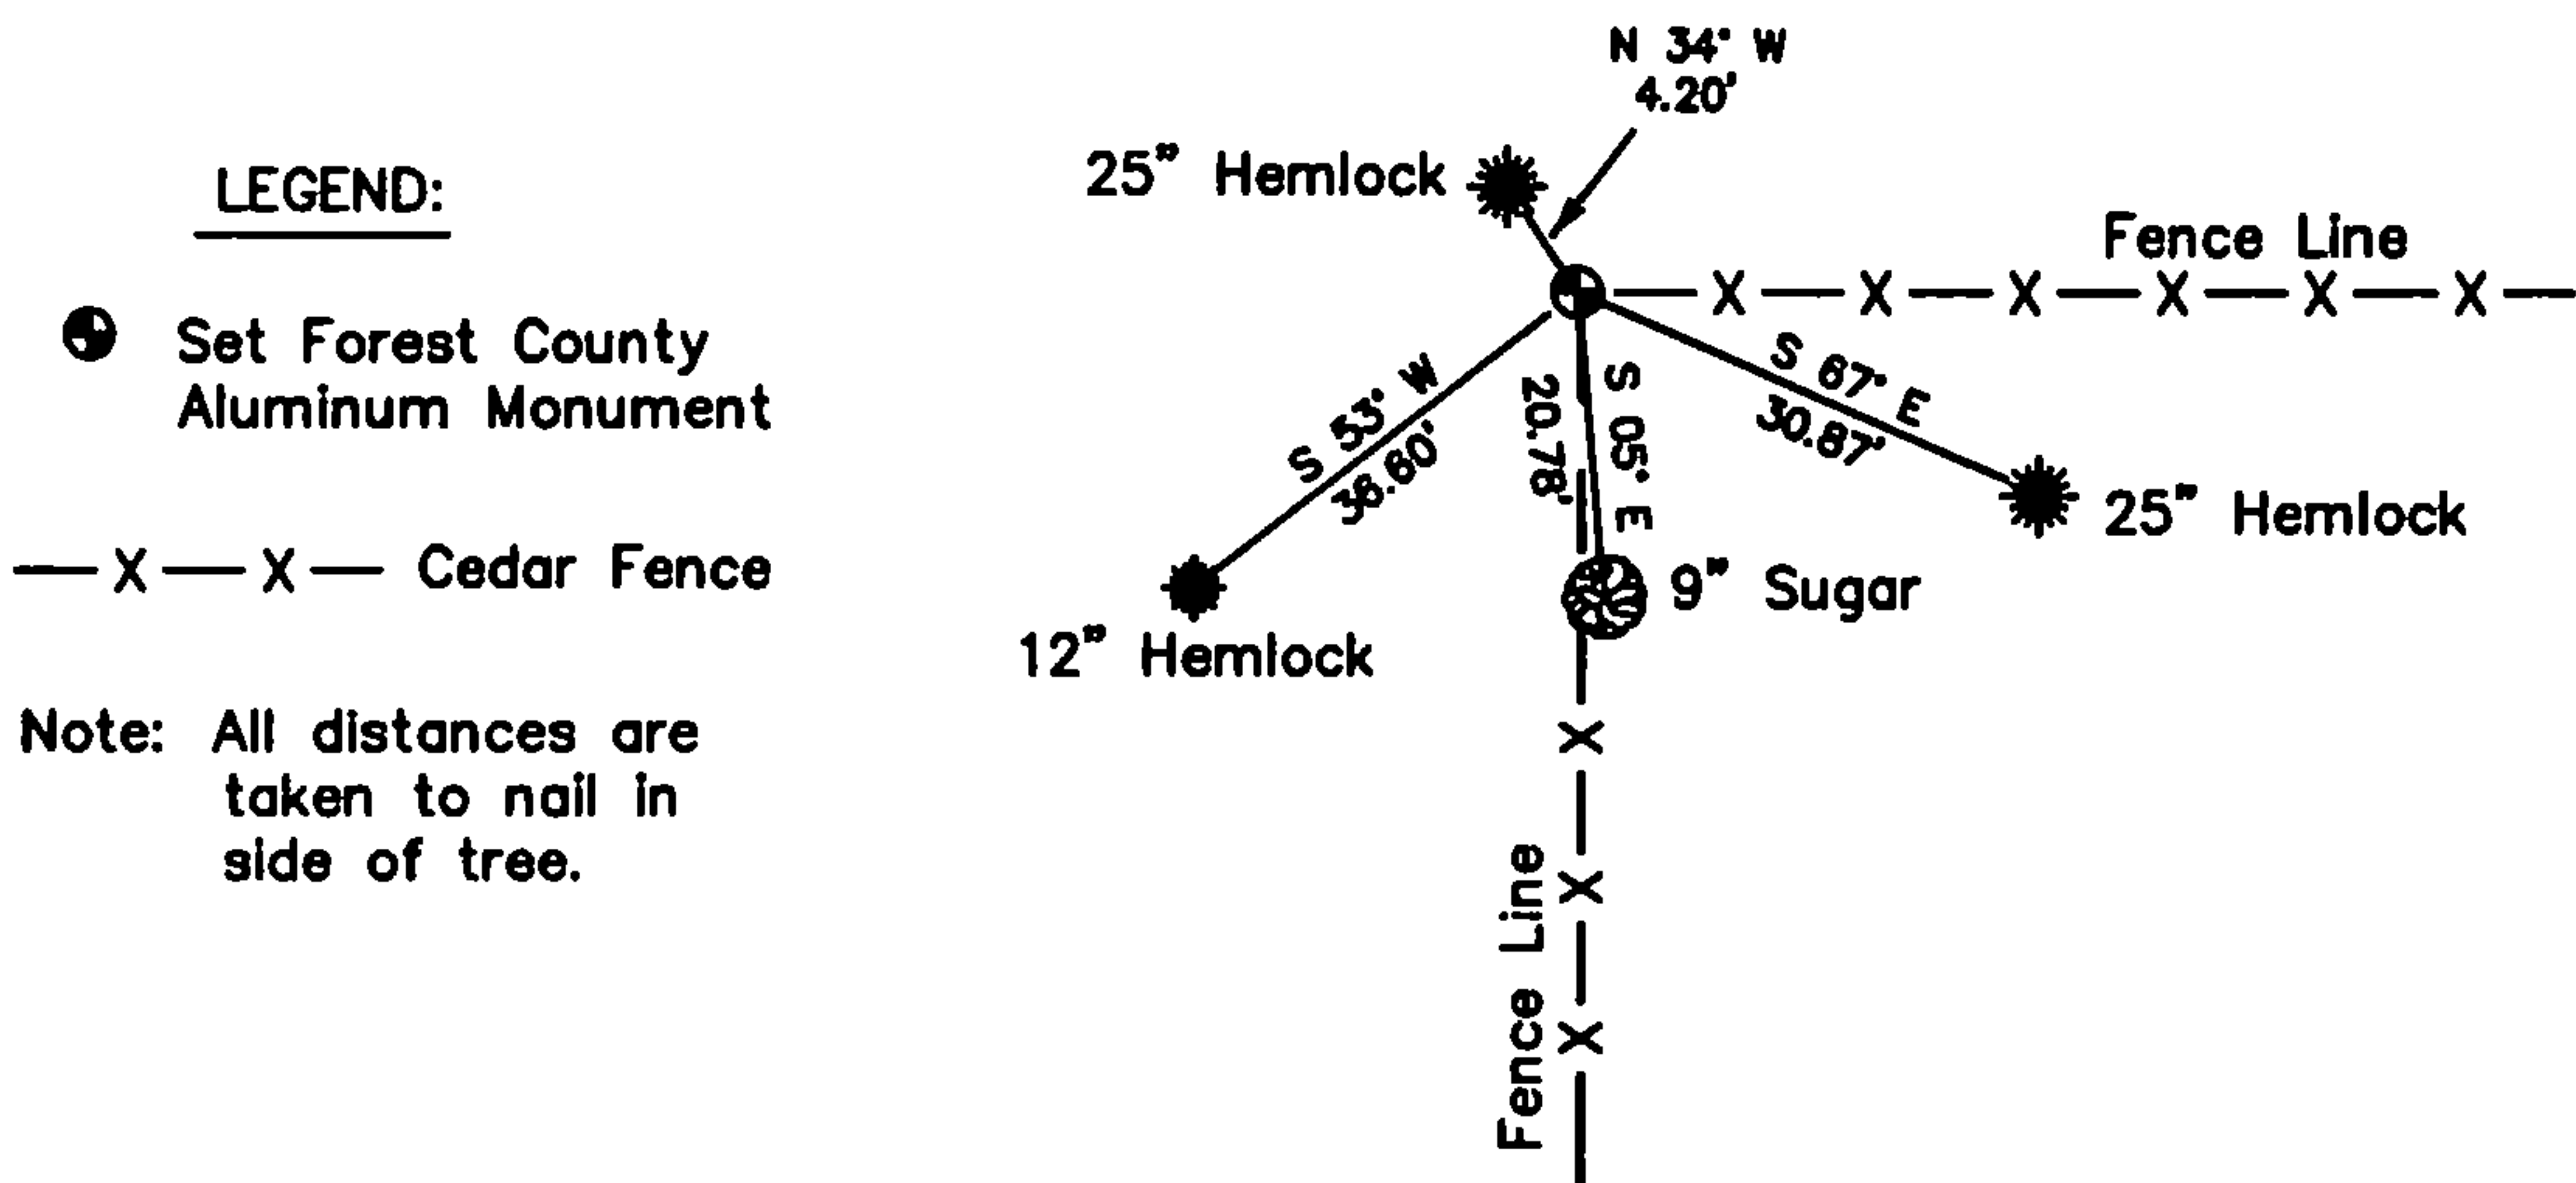 LEGEND:
Set Forest County
Aluminum Monument
—X—X— Cedar Fence
Note: All distances are
taken to nail in
side of tree.
N 34° W
4.20'
25" Hemlock
Fence Line
S 53° W
S 05° E
20.78'
S 67° E
30.87'
25" Hemlock
9" Sugar
12" Hemlock
Fence Line